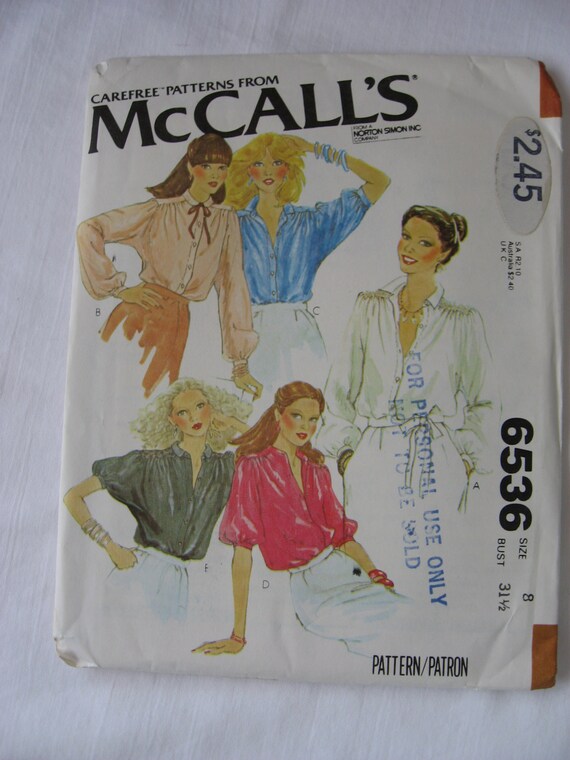 CAREFREE™ PATTERNS FROM
McCALL'S®
FROM A
NORTON SIMON INC
COMPANY
$2.45
S.A. R2.10
Australia $2.40
U K C
B
C
A
E
D
FOR PERSONAL USE ONLY
NOT TO BE SOLD
6536
SIZE 8
BUST 31½
PATTERN/PATRON